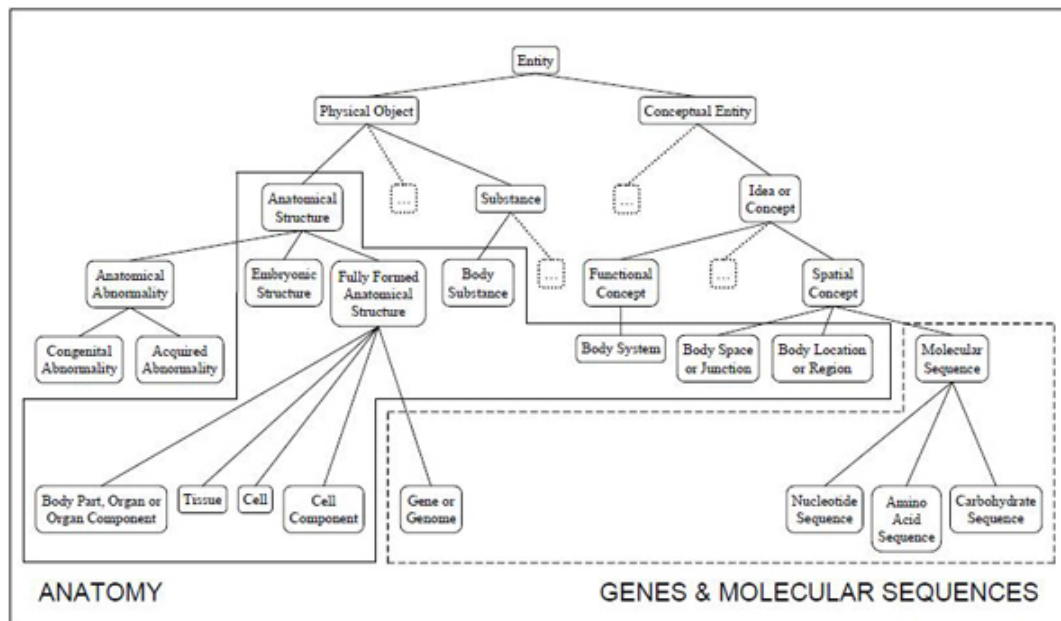 Entity
Physical Object
Conceptual Entity
Anatomical
Structure
...
Substance
...
Idea or
Concept
Anatomical
Abnormality
Embryonic
Structure
Fully Formed
Anatomical
Structure
Body
Substance
...
Functional
Concept
...
Spatial
Concept
Congenital
Abnormality
Acquired
Abnormality
Body System
Body Space
or Junction
Body Location
or Region
Molecular
Sequence
Body Part, Organ or
Organ Component
Tissue
Cell
Cell
Component
Gene or
Genome
Nucleotide
Sequence
Amino
Acid
Sequence
Carbohydrate
Sequence
ANATOMY
GENES & MOLECULAR SEQUENCES